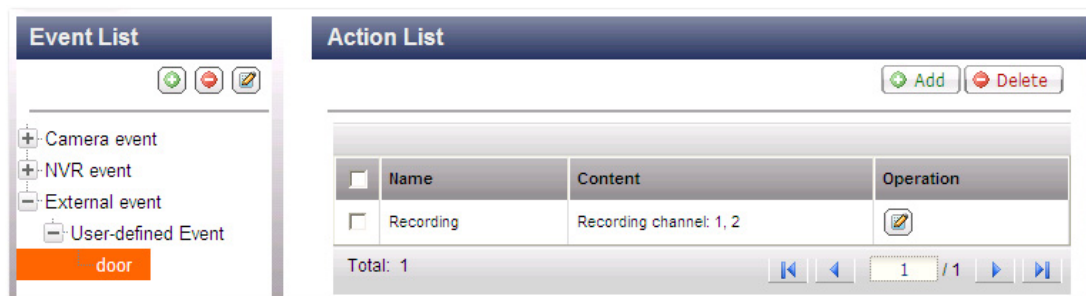 Event List
Camera event
NVR event
External event
User-defined Event
door
Action List
Add Delete
Name Content Operation
Recording Recording channel: 1, 2
Total: 1 1 / 1